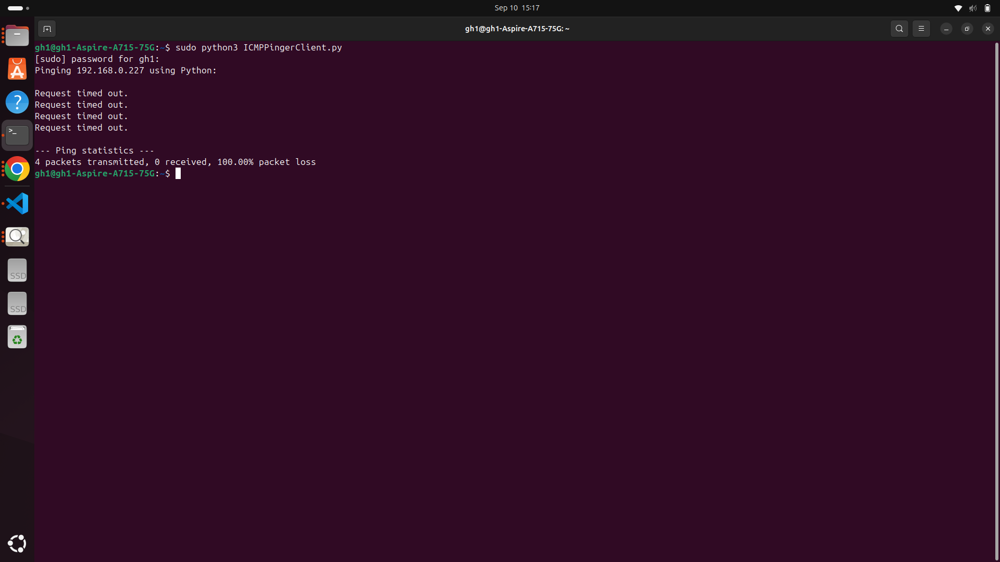 Sep 10 15:17
gh1@gh1-Aspire-A715-75G: ~
gh1@gh1-Aspire-A715-75G:~$ sudo python3 ICMPPingerClient.py
[sudo] password for gh1:
Pinging 192.168.0.227 using Python:
Request timed out.
Request timed out.
Request timed out.
Request timed out.
--- Ping statistics ---
4 packets transmitted, 0 received, 100.00% packet loss
gh1@gh1-Aspire-A715-75G:~$
>_
SSD
SSD